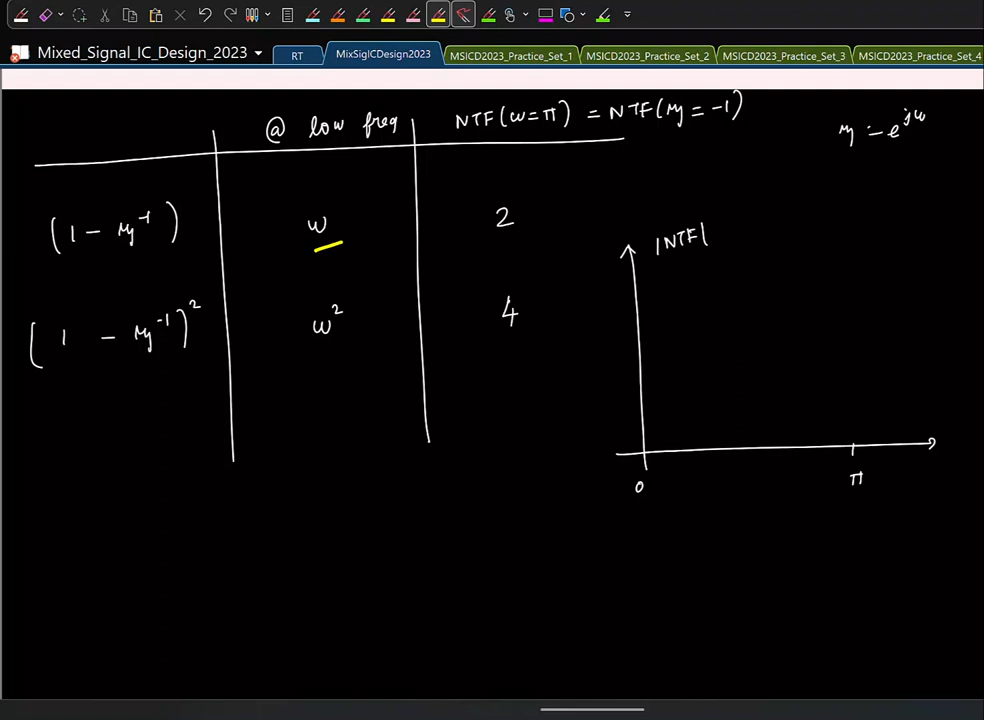 Mixed_Signal_IC_Design_2023
RT
MixSigICDesign2023
MSICD2023_Practice_Set_1
MSICD2023_Practice_Set_2
MSICD2023_Practice_Set_3
MSICD2023_Practice_Set_4
@ low freq
NTF(ω=π) = NTF(z = -1)
z = e^{jω}
(1 - z^{-1})
ω
2
|NTF|
(1 - z^{-1})^2
ω^2
4
0
π